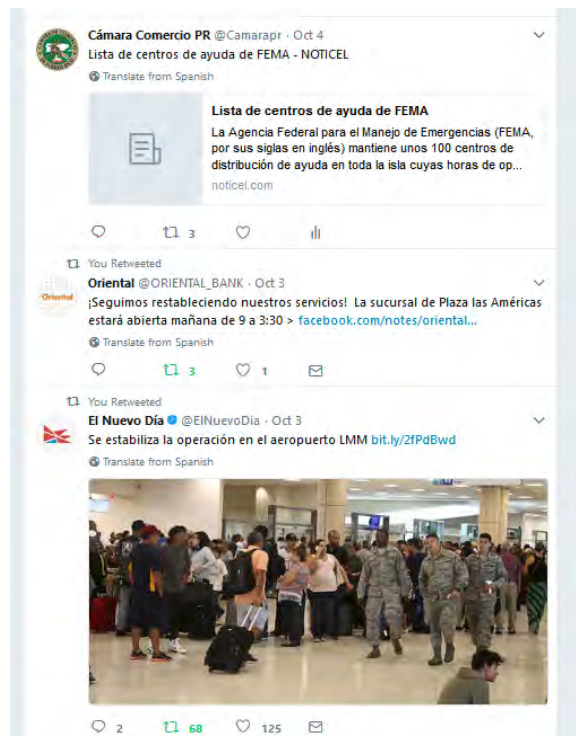 Cámara Comercio PR @Camarapr · Oct 4
Lista de centros de ayuda de FEMA - NOTICEL
Translate from Spanish
Lista de centros de ayuda de FEMA
La Agencia Federal para el Manejo de Emergencias (FEMA,
por sus siglas en inglés) mantiene unos 100 centros de
distribución de ayuda en toda la isla cuyas horas de op...
noticel.com
3
You Retweeted
Oriental @ORIENTAL_BANK · Oct 3
Oriental
¡Seguimos restableciendo nuestros servicios! La sucursal de Plaza las Américas
estará abierta mañana de 9 a 3:30 > facebook.com/notes/oriental...
Translate from Spanish
3 1
You Retweeted
El Nuevo Día @ElNuevoDia · Oct 3
Se estabiliza la operación en el aeropuerto LMM bit.ly/2fPdBwd
Translate from Spanish
2 68 125